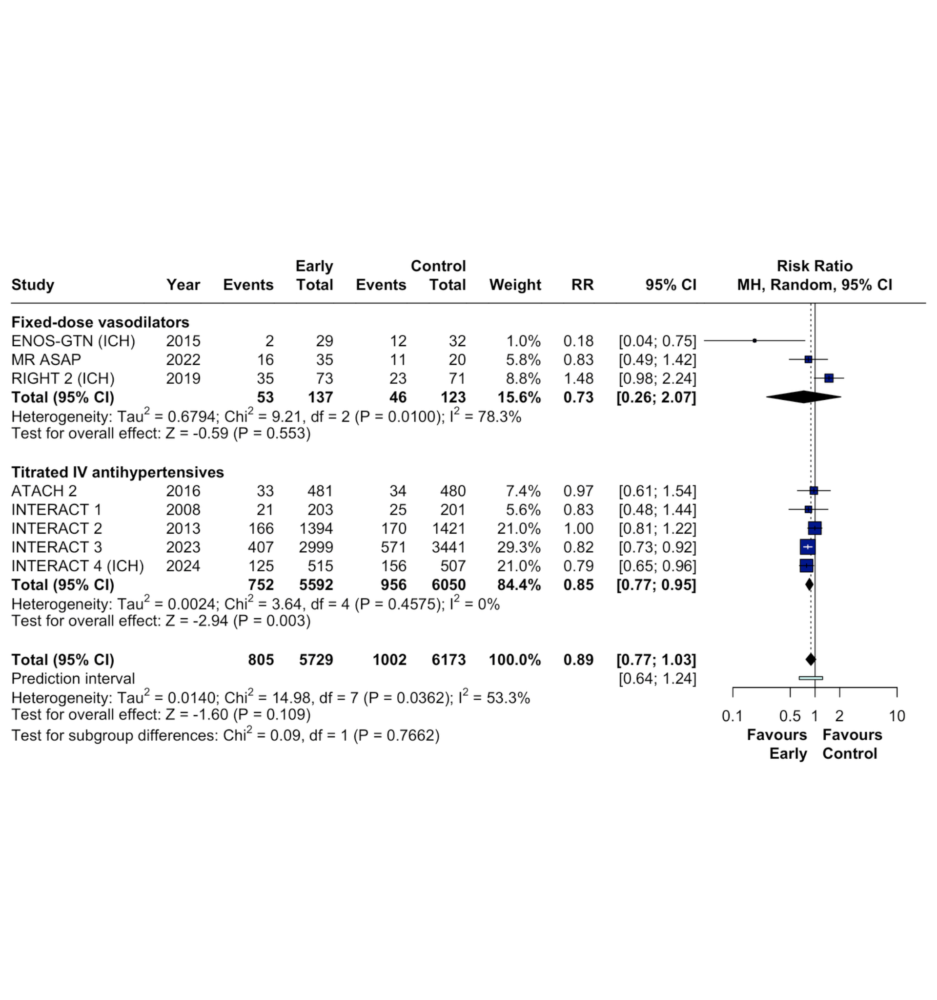 Early Control Risk Ratio
Study Year Events Total Events Total Weight RR 95% CI MH, Random, 95% CI
Fixed-dose vasodilators
ENOS-GTN (ICH) 2015 2 29 12 32 1.0% 0.18 [0.04; 0.75]
MR ASAP 2022 16 35 11 20 5.8% 0.83 [0.49; 1.42]
RIGHT 2 (ICH) 2019 35 73 23 71 8.8% 1.48 [0.98; 2.24]
Total (95% CI) 53 137 46 123 15.6% 0.73 [0.26; 2.07]
Heterogeneity: Tau² = 0.6794; Chi² = 9.21, df = 2 (P = 0.0100); I² = 78.3%
Test for overall effect: Z = -0.59 (P = 0.553)
Titrated IV antihypertensives
ATACH 2 2016 33 481 34 480 7.4% 0.97 [0.61; 1.54]
INTERACT 1 2008 21 203 25 201 5.6% 0.83 [0.48; 1.44]
INTERACT 2 2013 166 1394 170 1421 21.0% 1.00 [0.81; 1.22]
INTERACT 3 2023 407 2999 571 3441 29.3% 0.82 [0.73; 0.92]
INTERACT 4 (ICH) 2024 125 515 156 507 21.0% 0.79 [0.65; 0.96]
Total (95% CI) 752 5592 956 6050 84.4% 0.85 [0.77; 0.95]
Heterogeneity: Tau² = 0.0024; Chi² = 3.64, df = 4 (P = 0.4575); I² = 0%
Test for overall effect: Z = -2.94 (P = 0.003)
Total (95% CI) 805 5729 1002 6173 100.0% 0.89 [0.77; 1.03]
Prediction interval [0.64; 1.24]
Heterogeneity: Tau² = 0.0140; Chi² = 14.98, df = 7 (P = 0.0362); I² = 53.3%
Test for overall effect: Z = -1.60 (P = 0.109)
Test for subgroup differences: Chi² = 0.09, df = 1 (P = 0.7662)
0.1 0.5 1 2 10
Favours Favours
Early Control